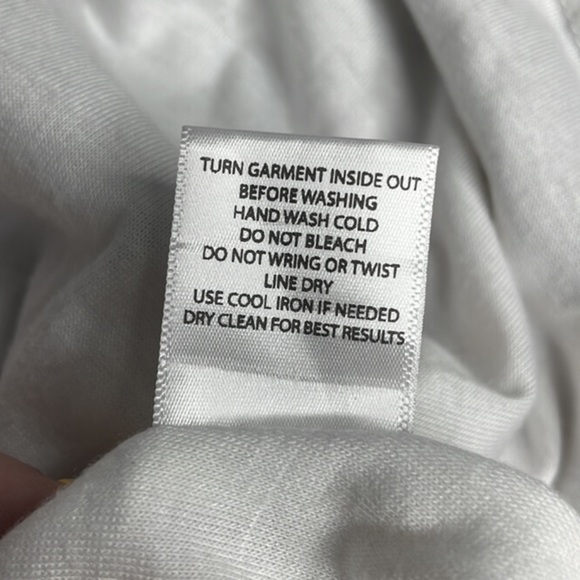 TURN GARMENT INSIDE OUT
BEFORE WASHING
HAND WASH COLD
DO NOT BLEACH
DO NOT WRING OR TWIST
LINE DRY
USE COOL IRON IF NEEDED
DRY CLEAN FOR BEST RESULTS